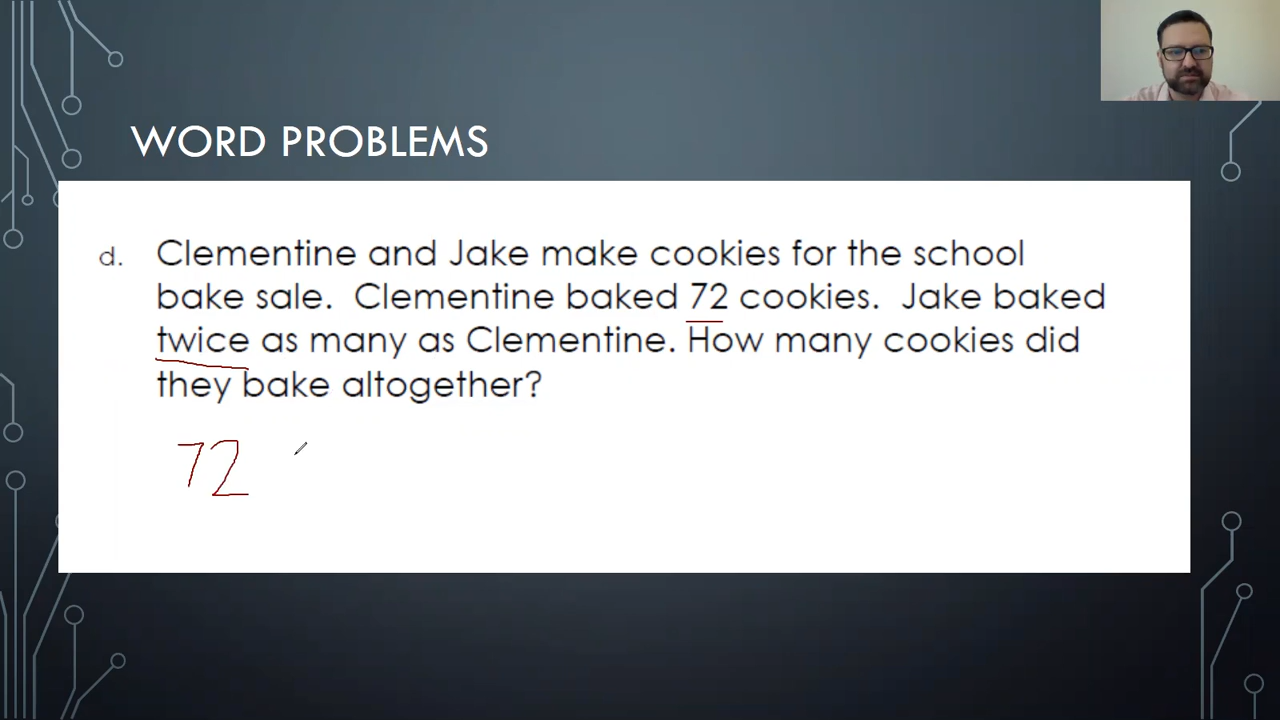 WORD PROBLEMS
d. Clementine and Jake make cookies for the school
bake sale. Clementine baked 72 cookies. Jake baked
twice as many as Clementine. How many cookies did
they bake altogether?
72